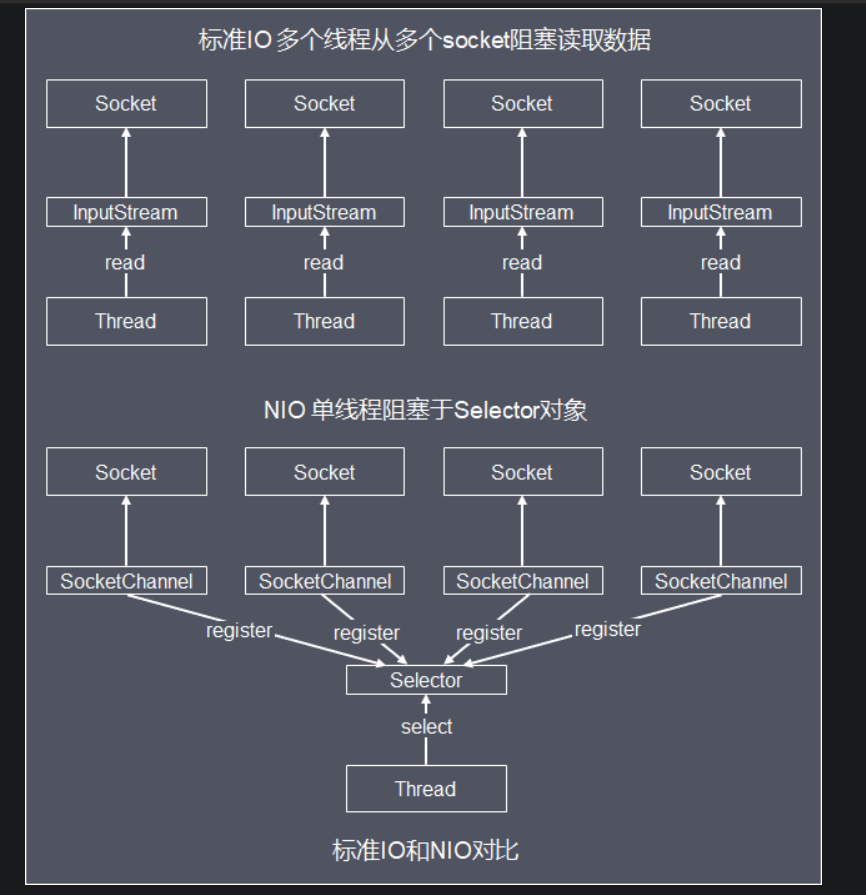 标准IO 多个线程从多个socket阻塞读取数据
Socket Socket Socket Socket
InputStream InputStream InputStream InputStream
read read read read
Thread Thread Thread Thread
NIO 单线程阻塞于Selector对象
Socket Socket Socket Socket
SocketChannel SocketChannel SocketChannel SocketChannel
register register register register
Selector
select
Thread
标准IO和NIO对比